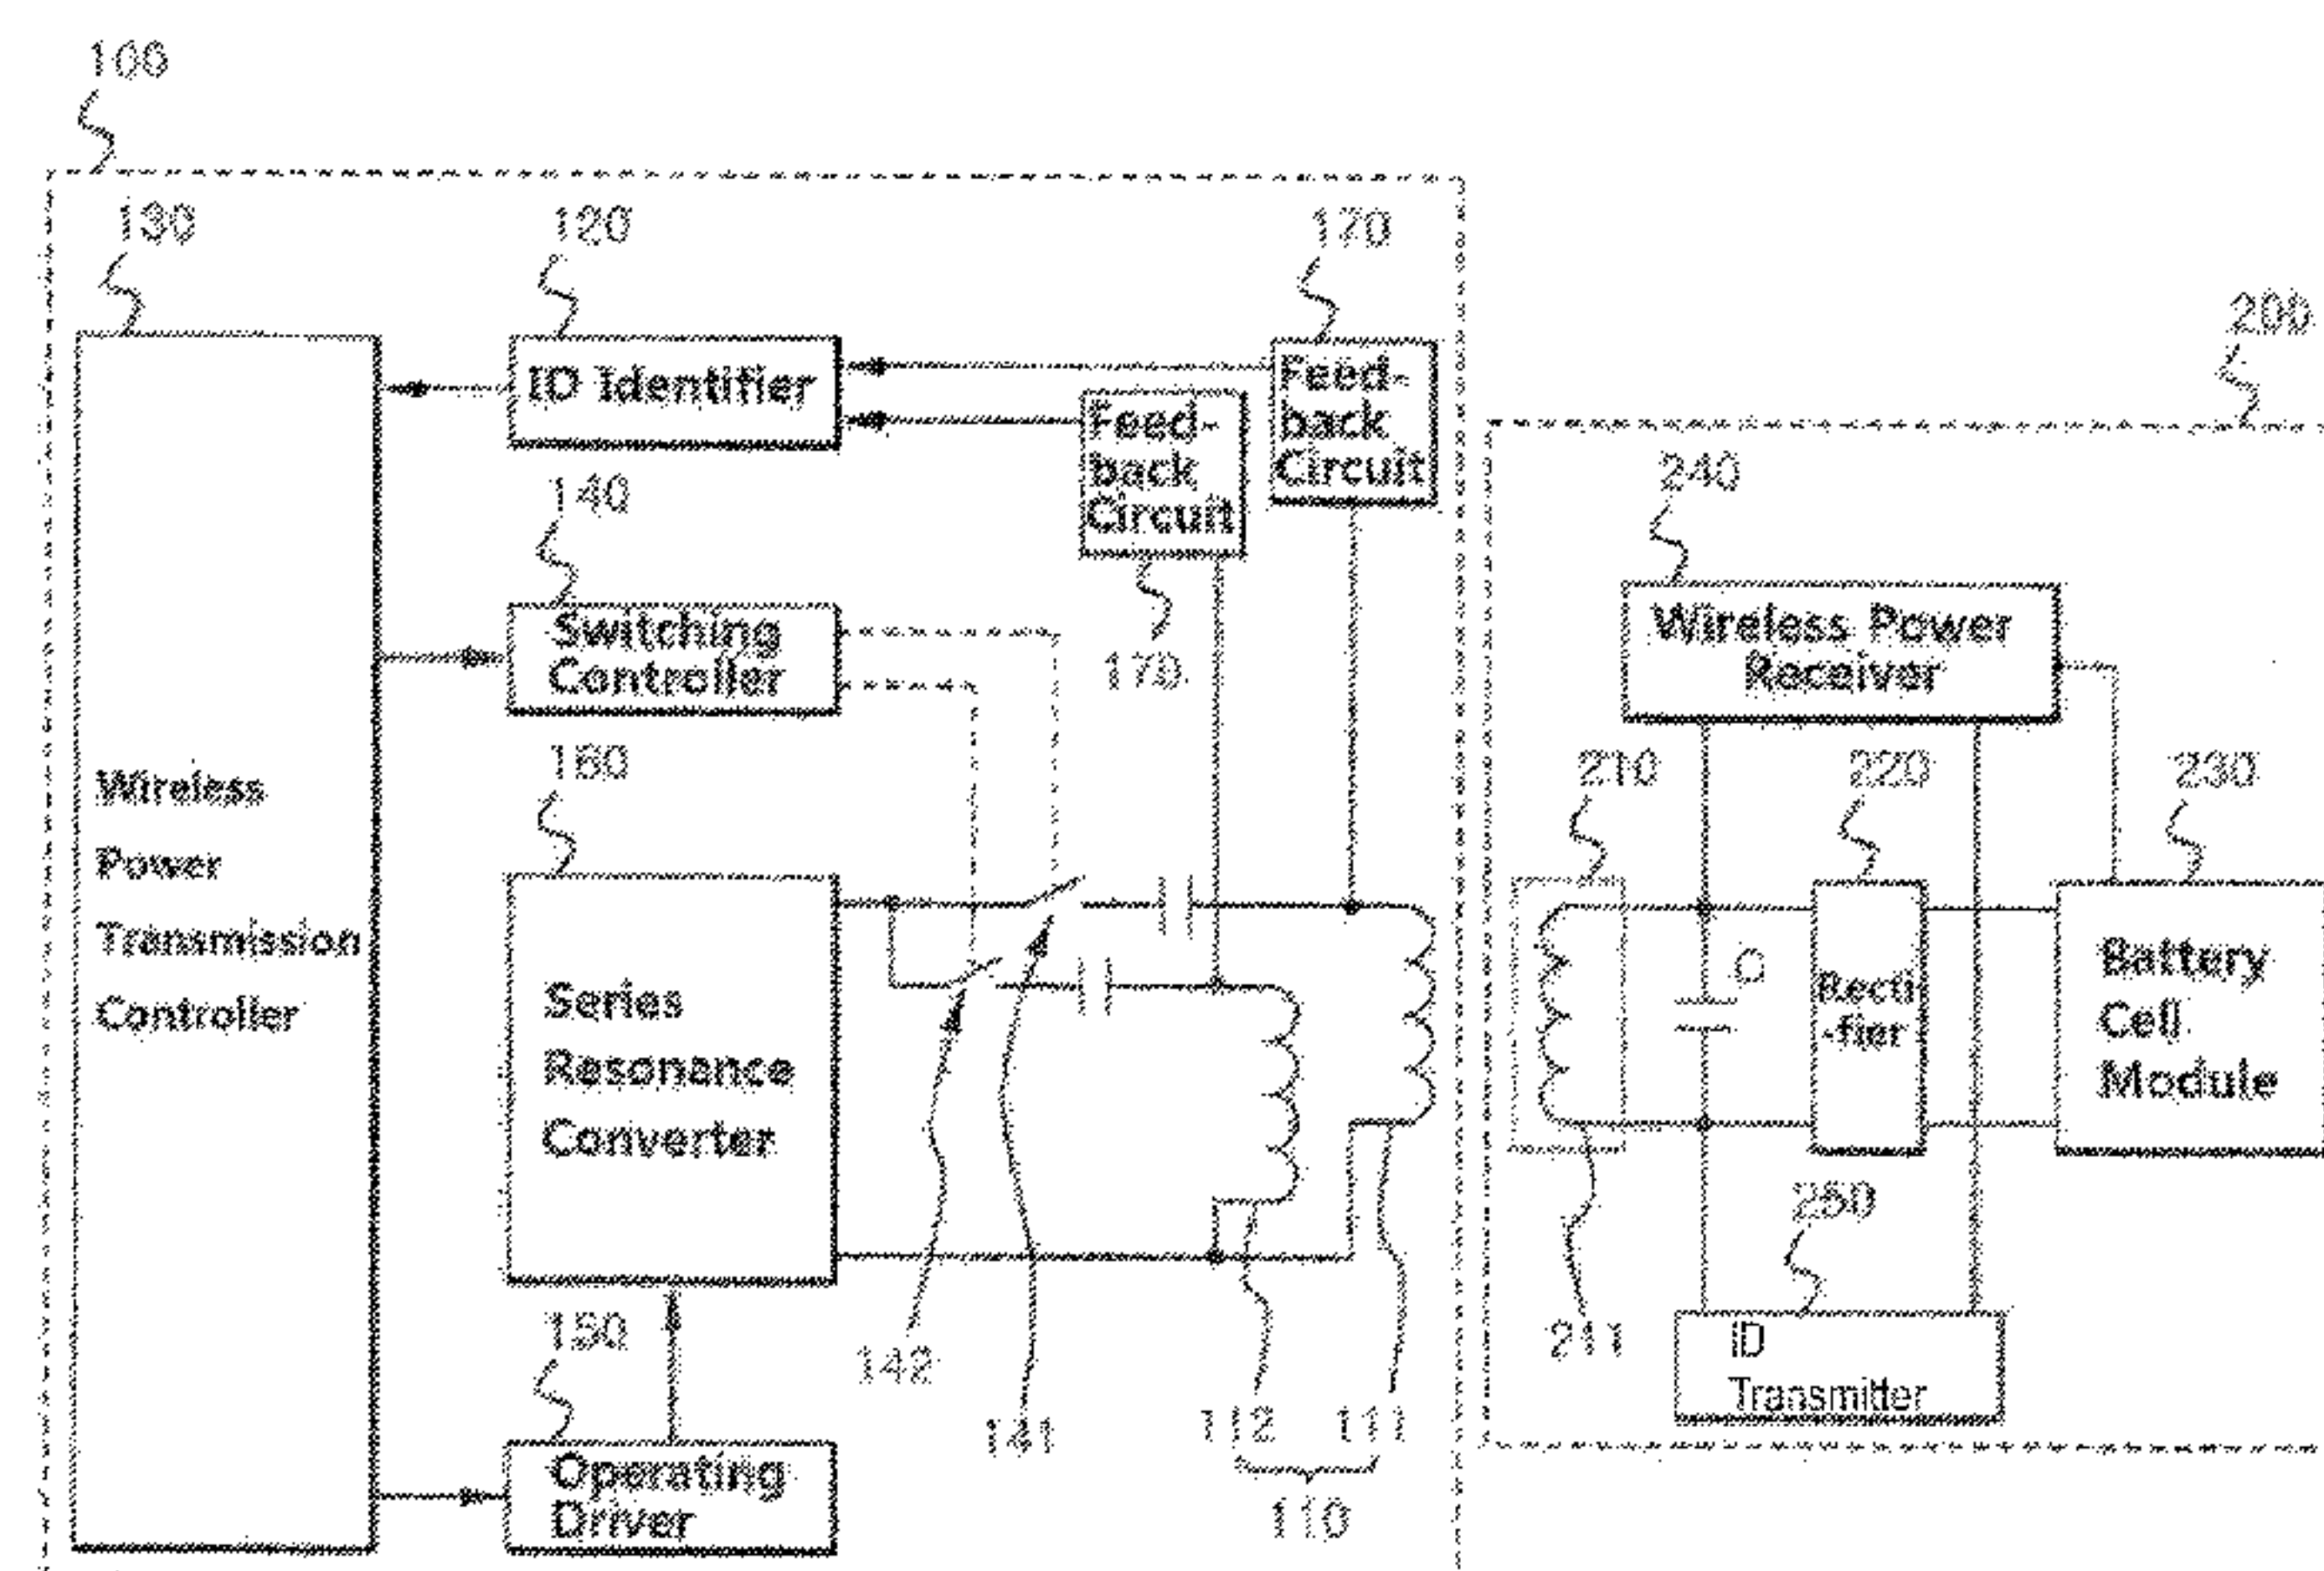 100
130
120
170
200
ID Identifier
Feed-
back
Circuit
Feed-
back
Circuit
140
240
Switching
Controller
170
Wireless Power
Receiver
160
210
220
230
Wireless
Power
Transmission
Controller
Series
Resonance
Converter
C
Recti
-fier
Battery
Cell
Module
250
150
142
141
112
111
211
ID
Transmitter
Operating
Driver
110